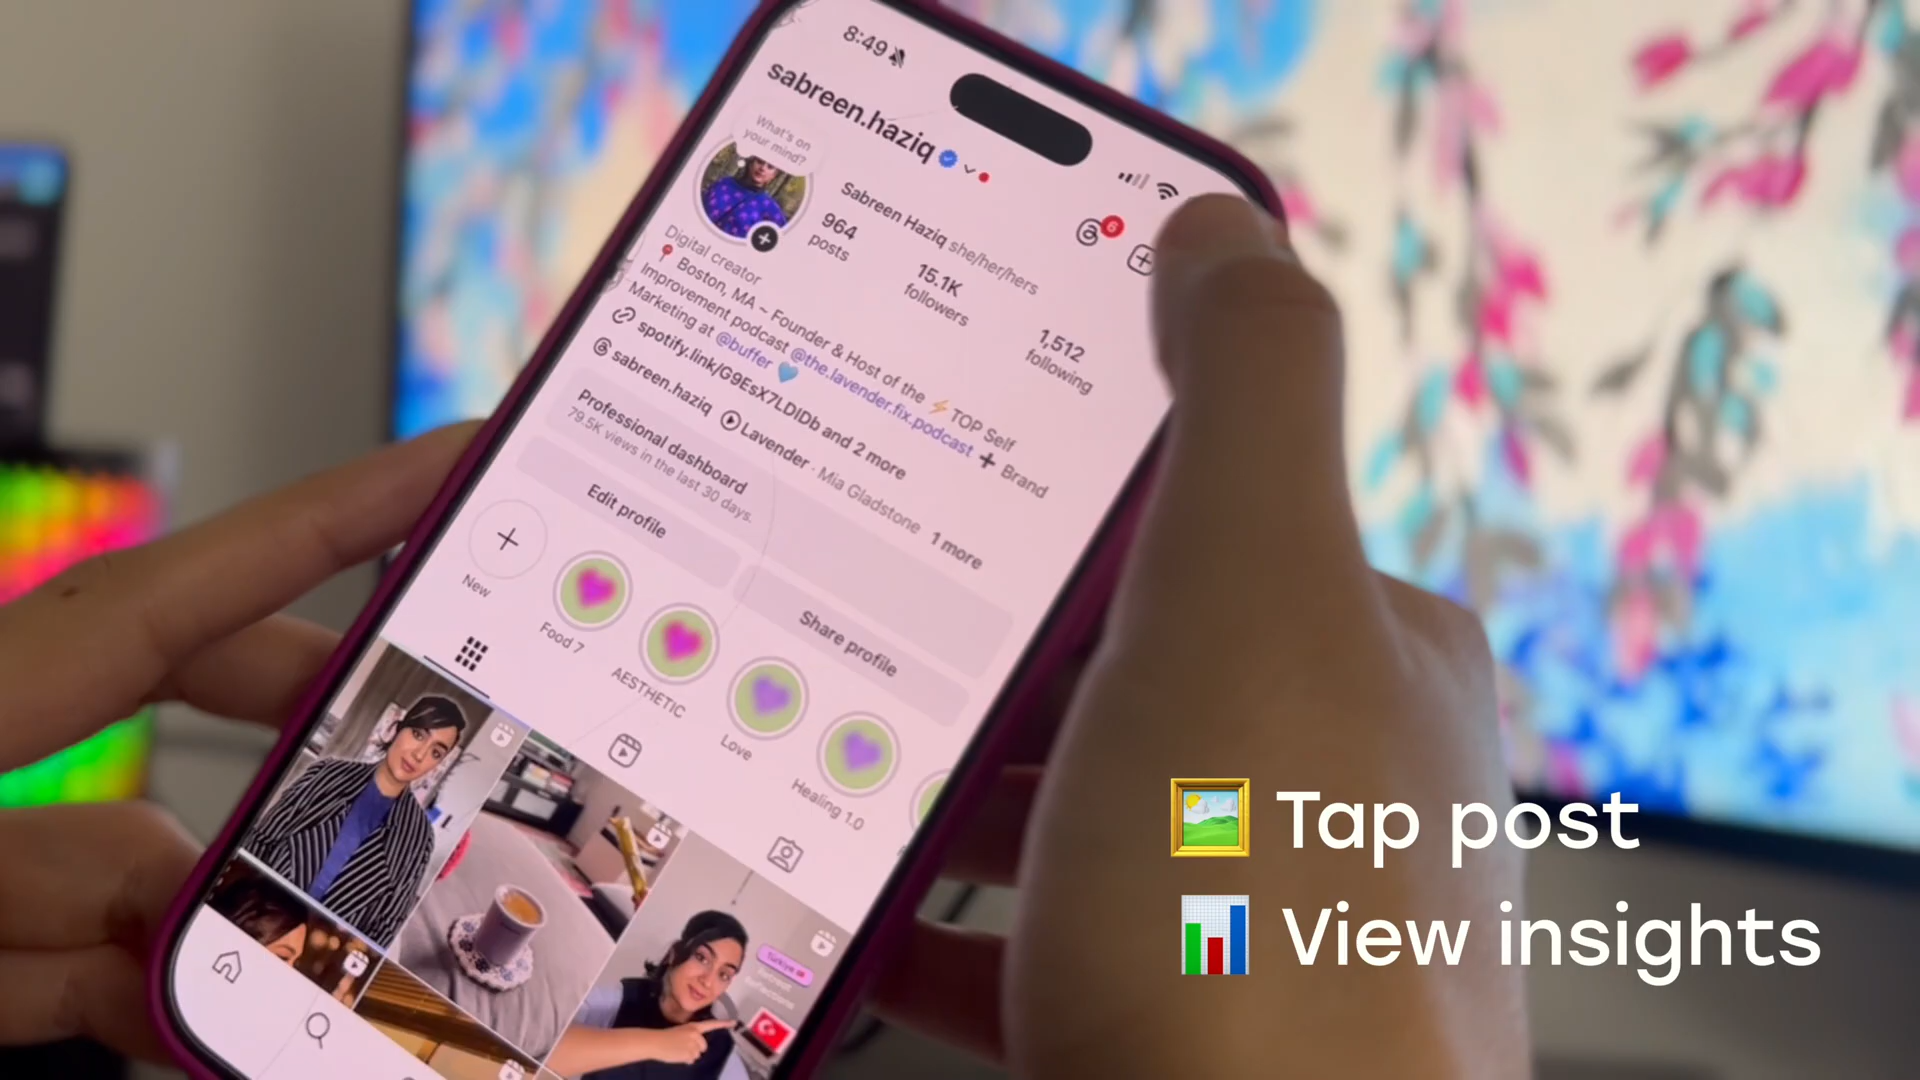 8:49
sabreen.haziq
What's on
your mind?
Sabreen Haziq she/her/hers
6
964
posts
15.1K
followers
1,512
following
Digital creator
📍 Boston, MA ~ Founder & Host of the ⚡TOP Self
Improvement podcast @the.lavender.fix.podcast ➕ Brand
Marketing at @buffer 🩵
spotify.link/G9EsX7LDIDb and 2 more
sabreen.haziq
Lavender · Mia Gladstone
1 more
Professional dashboard
79.5K views in the last 30 days.
Edit profile
Share profile
New
Food 7
AESTHETIC
Love
Healing 1.0
Türkiye 🇹🇷
🖼️ Tap post
📊 View insights